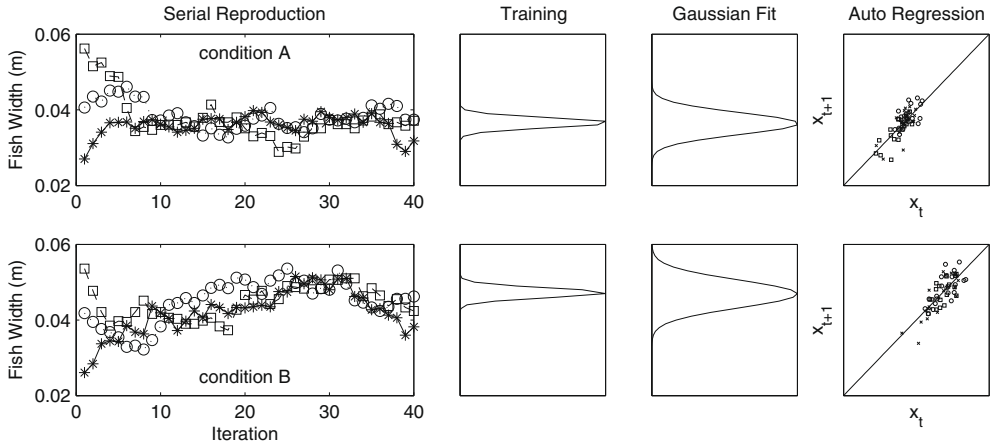 Serial Reproduction Training Gaussian Fit Auto Regression
condition A
Fish Width (m)
0.06
0.04
0.02
0 10 20 30 40
x_{t+1}
x_t
condition B
Fish Width (m)
0.06
0.04
0.02
0 10 20 30 40
Iteration
x_{t+1}
x_t